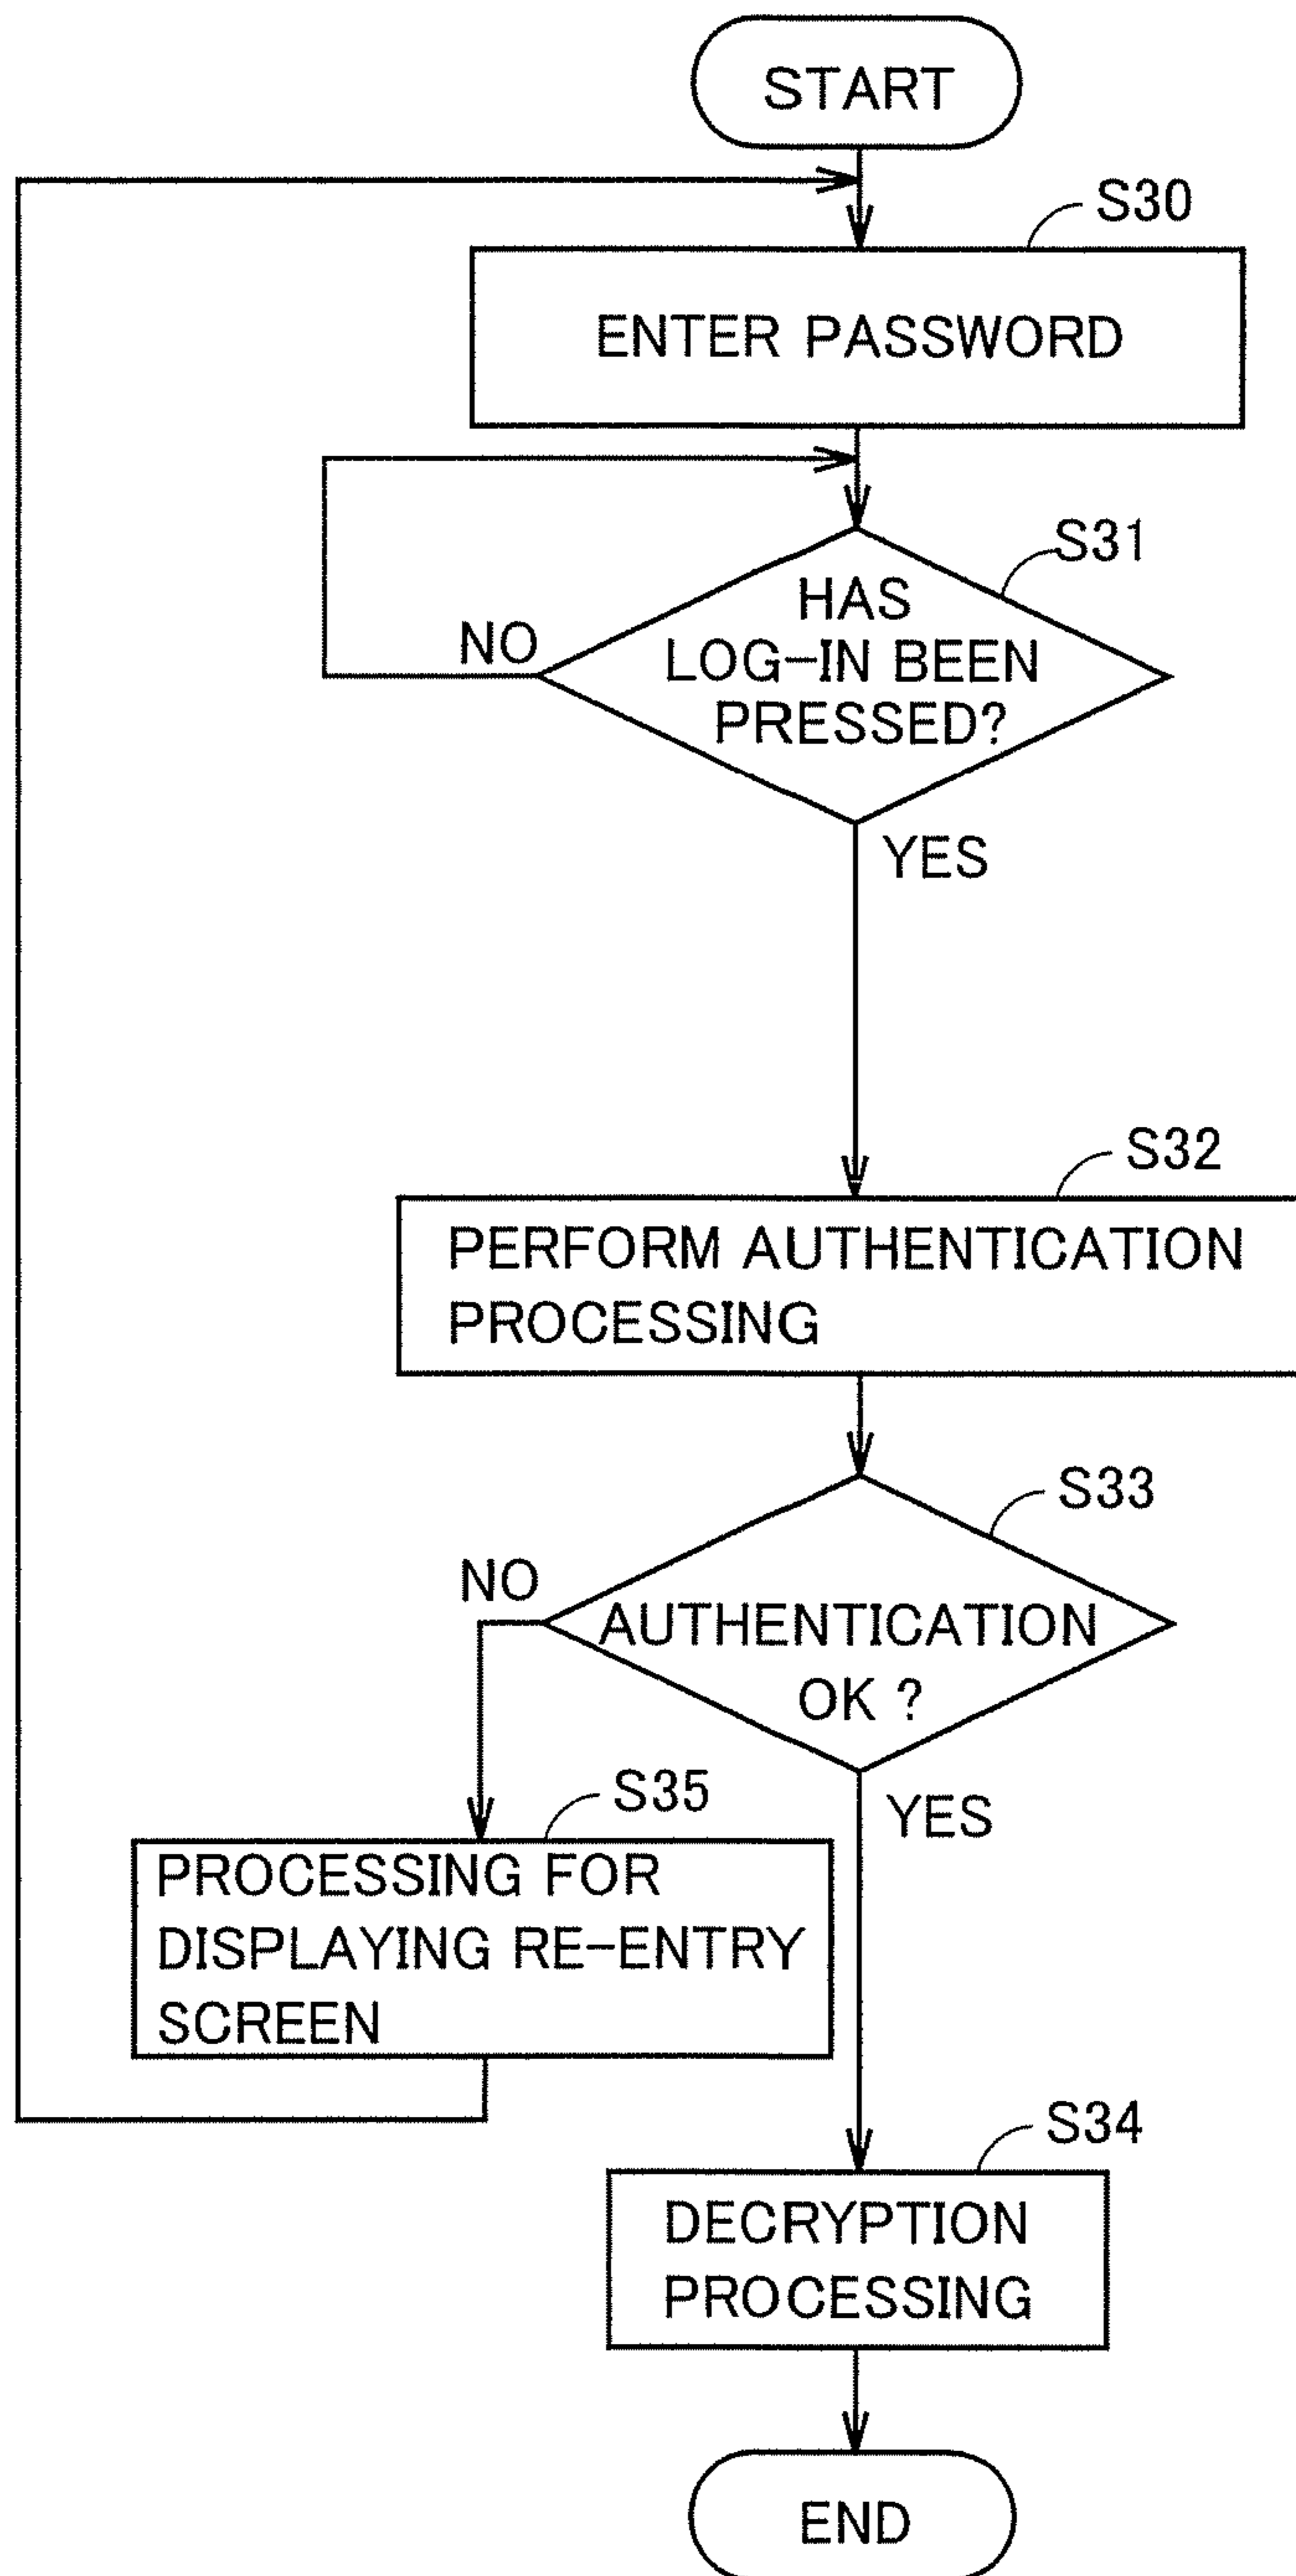 START
S30
ENTER PASSWORD
S31
HAS
LOG-IN BEEN
PRESSED?
NO
YES
S32
PERFORM AUTHENTICATION
PROCESSING
S33
NO
AUTHENTICATION
OK ?
YES
S35
PROCESSING FOR
DISPLAYING RE-ENTRY
SCREEN
S34
DECRYPTION
PROCESSING
END